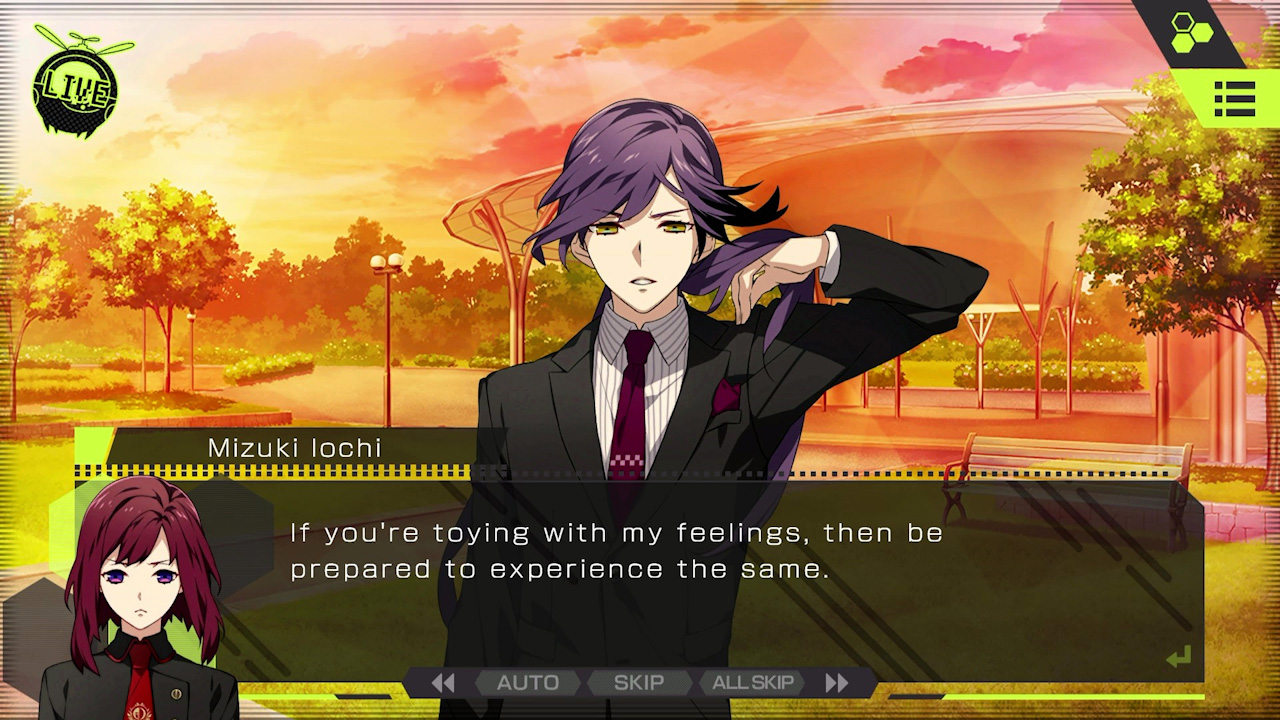 LIVE
Mizuki Iochi
If you're toying with my feelings, then be
prepared to experience the same.
AUTO SKIP ALL SKIP